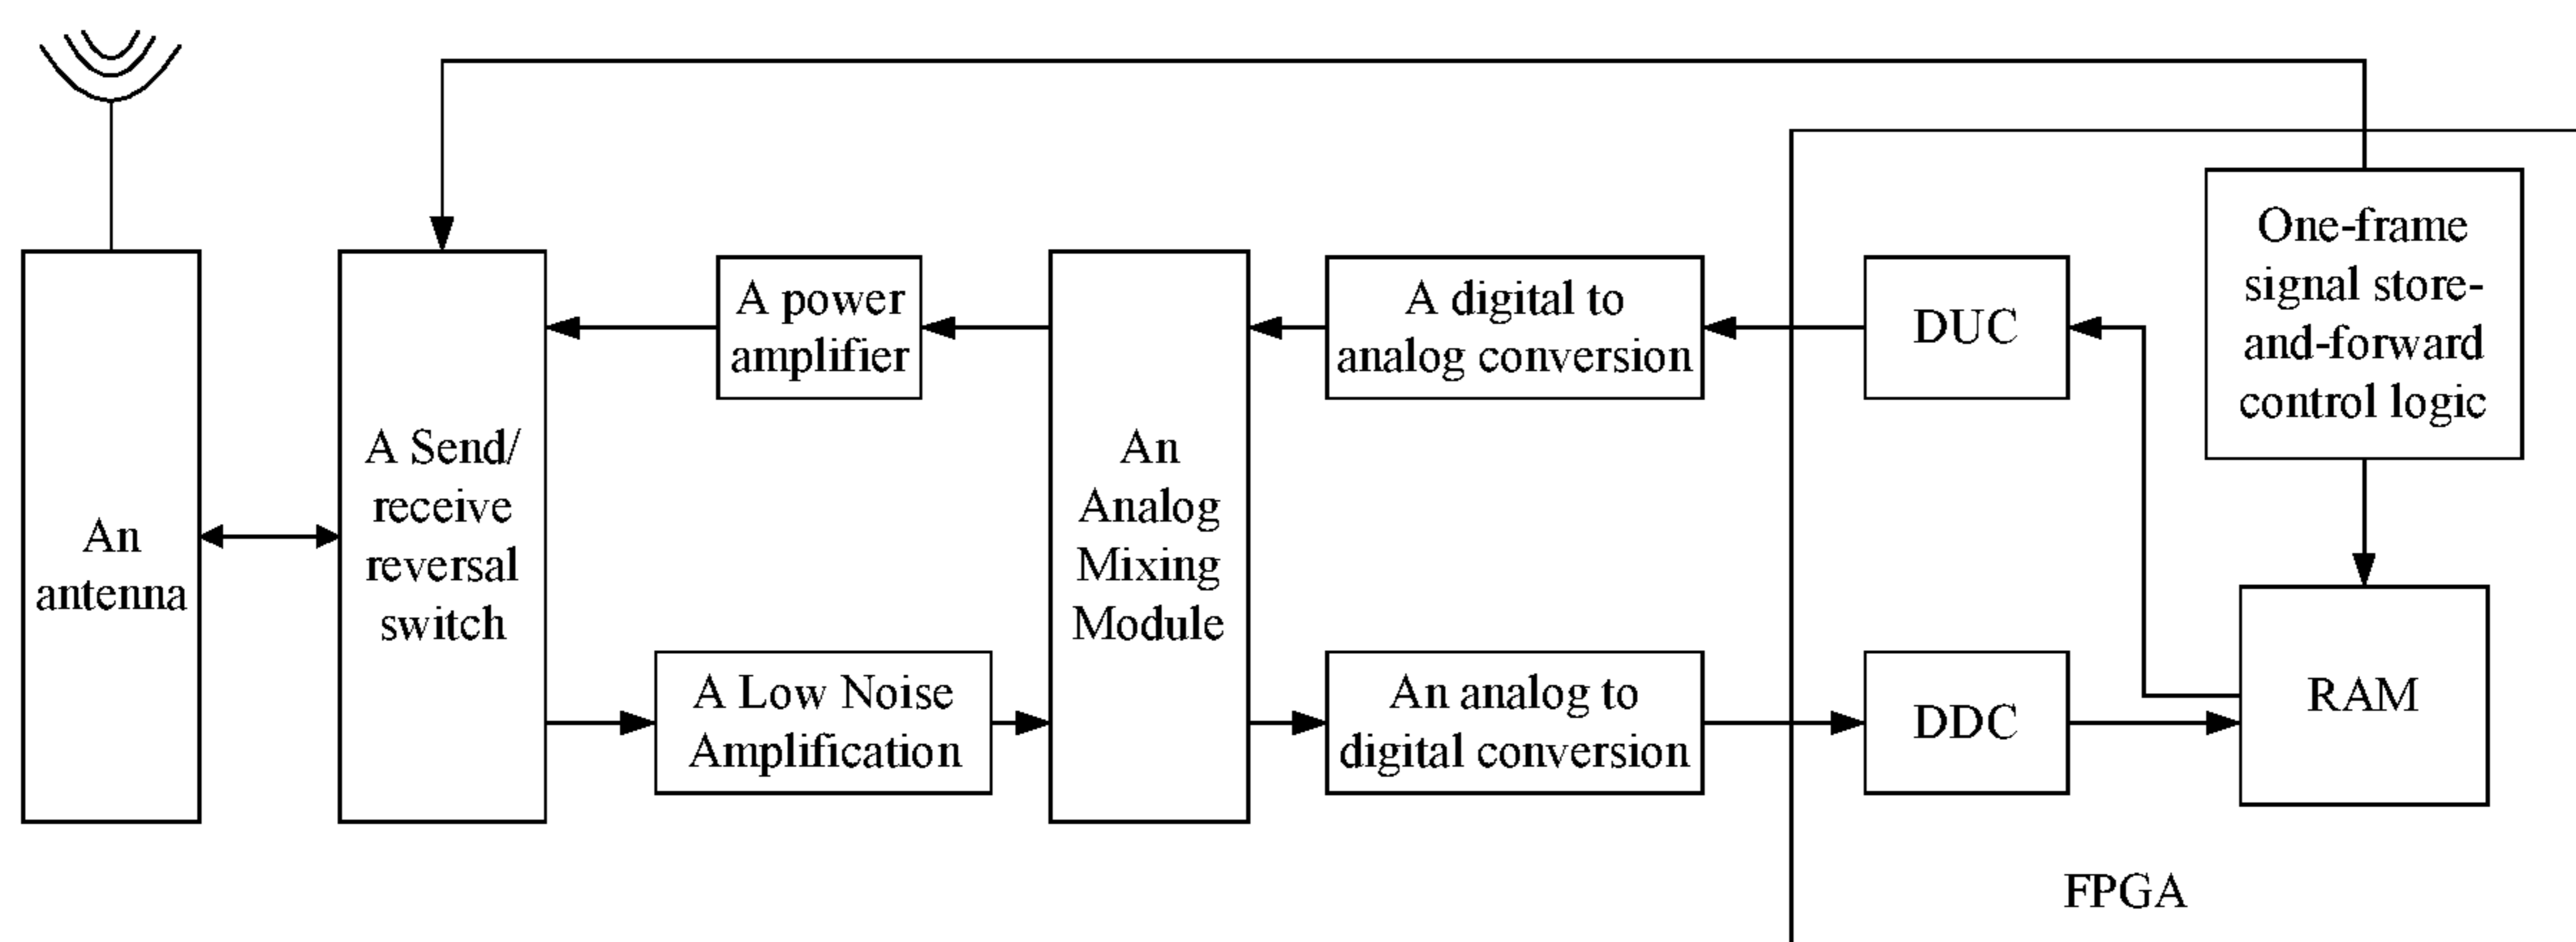 An
antenna
A Send/
receive
reversal
switch
A power
amplifier
A Low Noise
Amplification
An
Analog
Mixing
Module
A digital to
analog conversion
An analog to
digital conversion
DUC
DDC
One-frame
signal store-
and-forward
control logic
RAM
FPGA